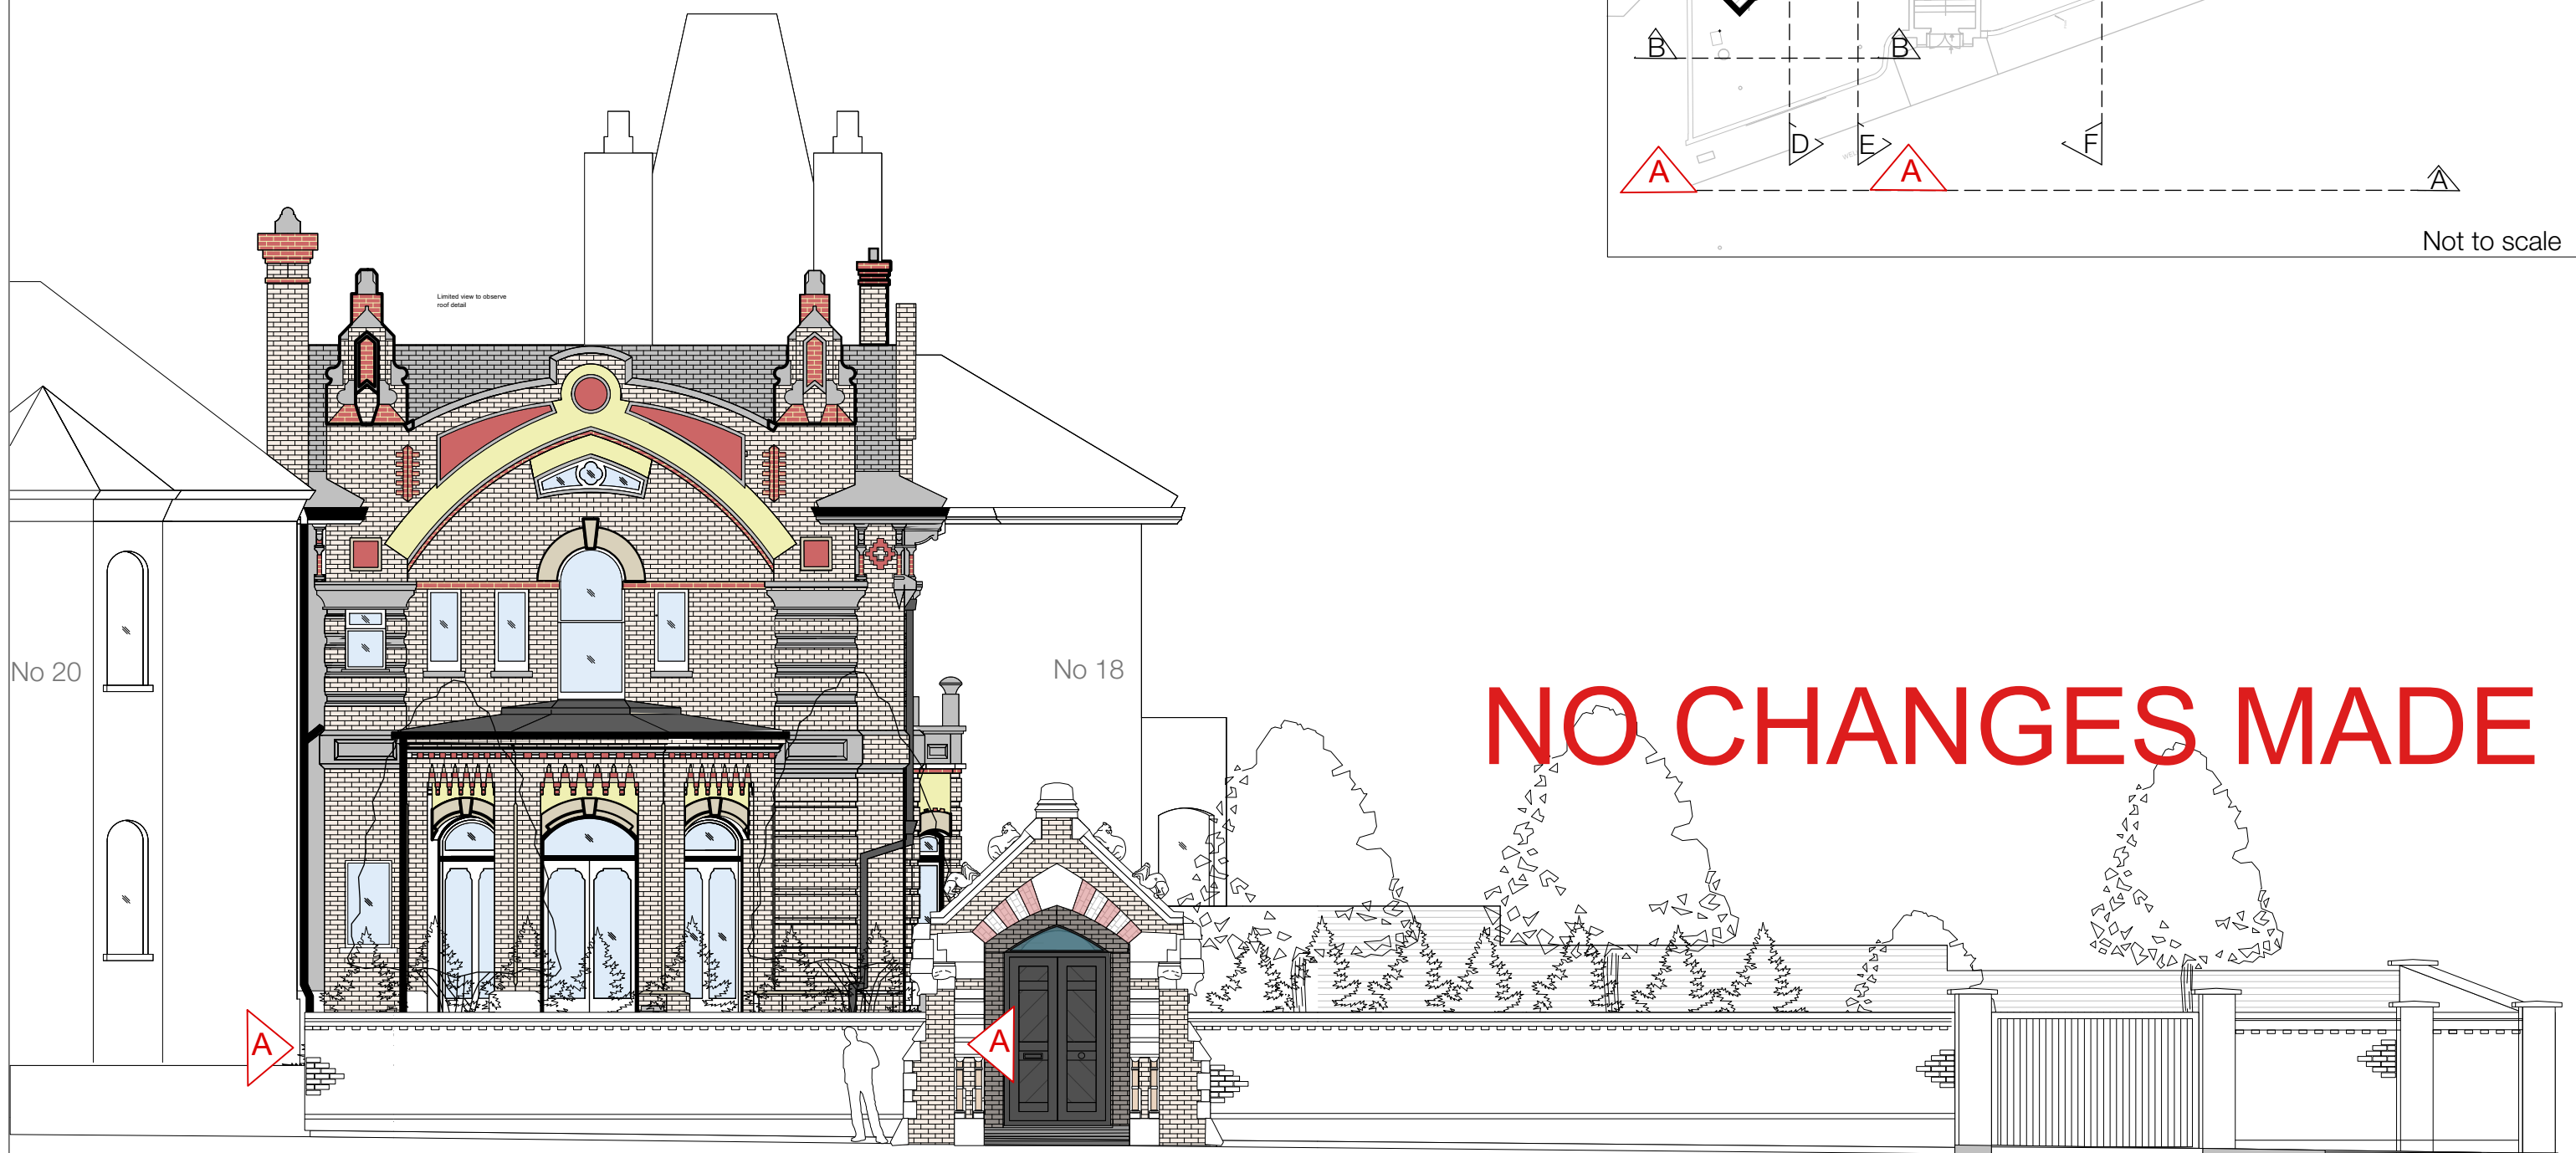 B
B
D
E
F
A
A
A
Not to scale
Limited view to observe
roof detail
No 20
No 18
NO CHANGES MADE
A
A